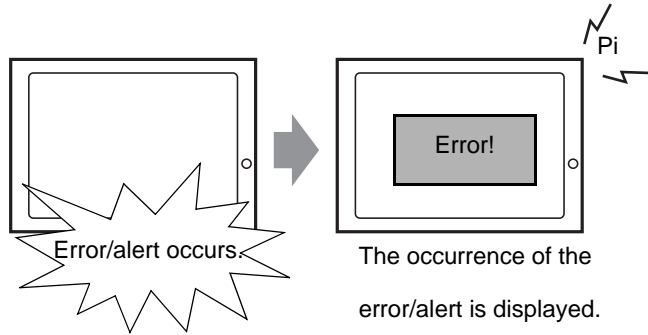 Pi
Error!
Error/alert occurs.
The occurrence of the
error/alert is displayed.